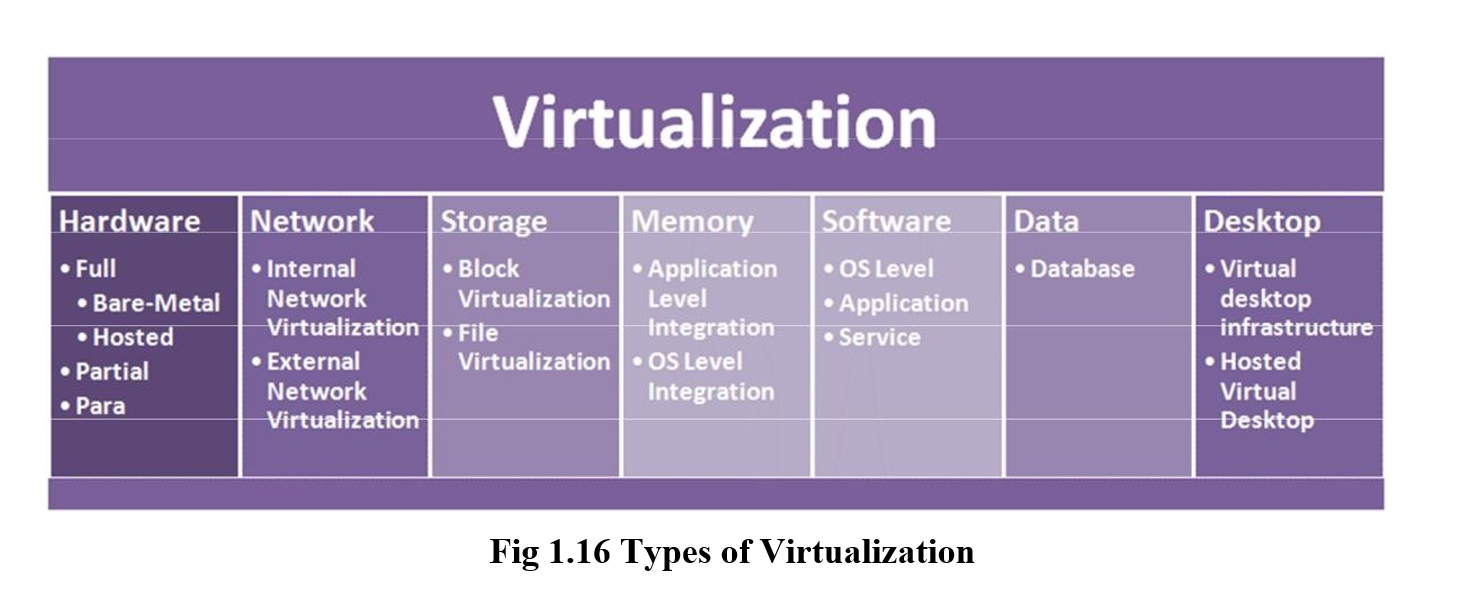 Virtualization
Hardware
• Full
• Bare-Metal
• Hosted
• Partial
• Para
Network
• Internal
Network
Virtualization
• External
Network
Virtualization
Storage
• Block
Virtualization
• File
Virtualization
Memory
• Application
Level
Integration
• OS Level
Integration
Software
• OS Level
• Application
• Service
Data
• Database
Desktop
• Virtual
desktop
infrastructure
• Hosted
Virtual
Desktop
Fig 1.16 Types of Virtualization